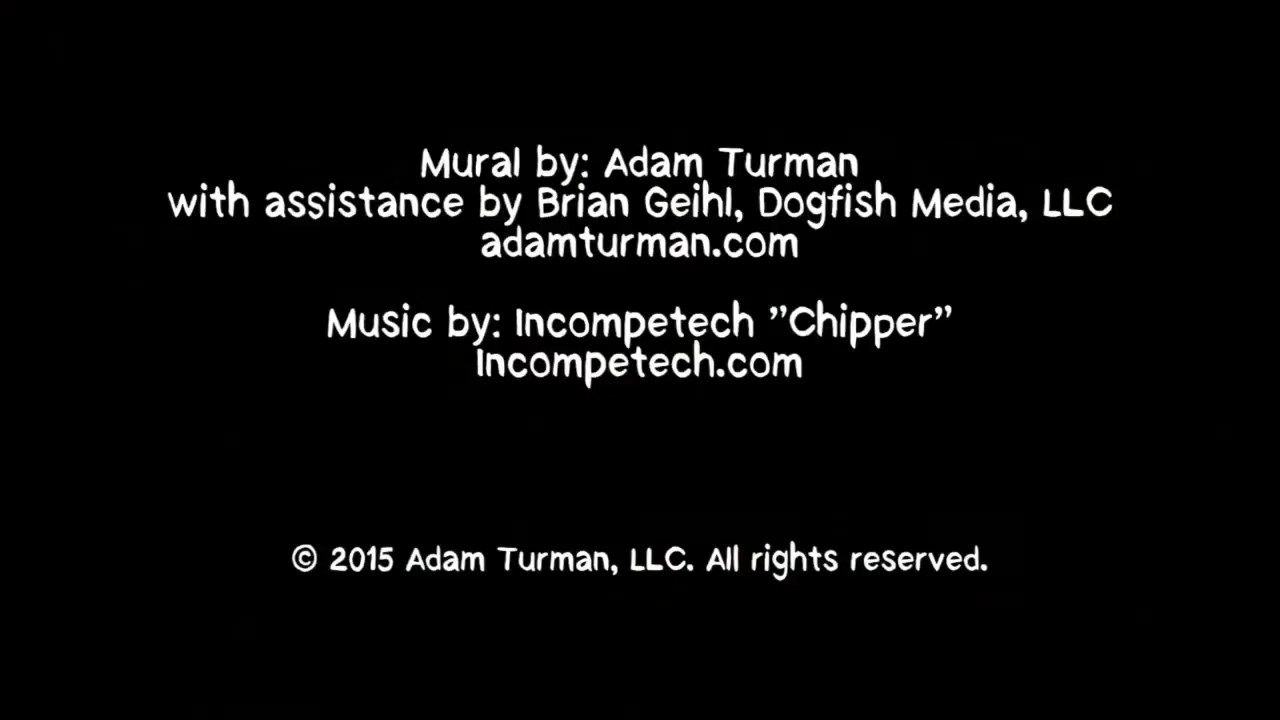 Mural by: Adam Turman
with assistance by Brian Geihl, Dogfish Media, LLC
adamturman.com
Music by: Incompetech ”Chipper”
Incompetech.com
© 2015 Adam Turman, LLC. All rights reserved.